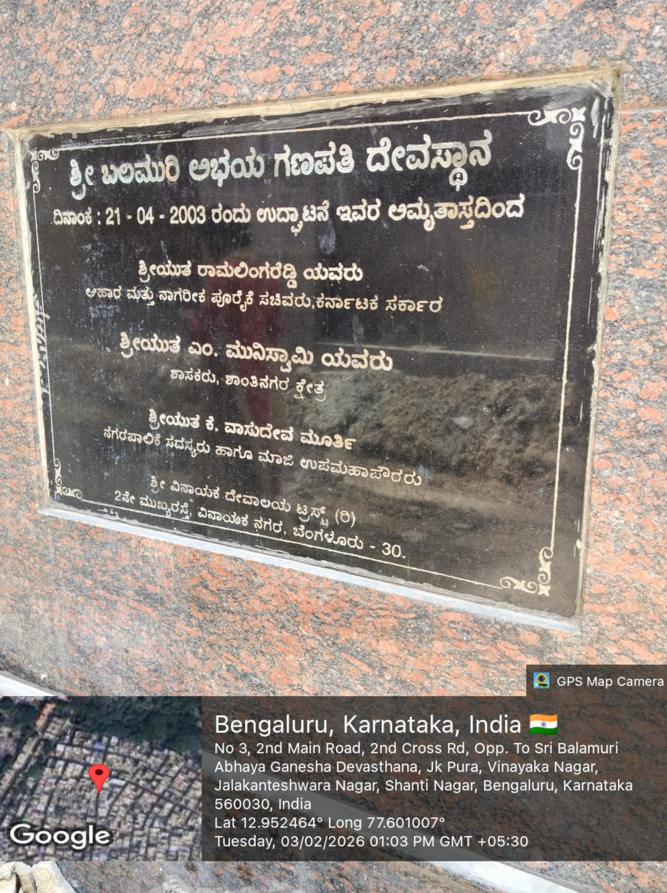 ಶ್ರೀ ಬಲಮುರಿ ಅಭಯ ಗಣಪತಿ ದೇವಸ್ಥಾನ
ದಿನಾಂಕ : 21 - 04 - 2003 ರಂದು ಉದ್ಘಾಟನೆ ಇವರ ಅಮೃತಾಸ್ತದಿಂದ
ಶ್ರೀಯುತ ರಾಮಲಿಂಗರೆಡ್ಡಿ ಯವರು
ಆಹಾರ ಮತ್ತು ನಾಗರೀಕ ಪೂರೈಕೆ ಸಚಿವರು,ಕರ್ನಾಟಕ ಸರ್ಕಾರ
ಶ್ರೀಯುತ ಎಂ. ಮುನಿಸ್ವಾಮಿ ಯವರು
ಶಾಸಕರು, ಶಾಂತಿನಗರ ಕ್ಷೇತ್ರ
ಶ್ರೀಯುತ ಕೆ. ವಾಸುದೇವ ಮೂರ್ತಿ
ನಗರಪಾಲಿಕೆ ಸದಸ್ಯರು ಹಾಗೂ ಮಾಜಿ ಉಪಮಹಾಪೌರರು
ಶ್ರೀ ವಿನಾಯಕ ದೇವಾಲಯ ಟ್ರಸ್ಟ್ (ರಿ)
2ನೇ ಮುಖ್ಯರಸ್ತೆ, ವಿನಾಯಕ ನಗರ, ಬೆಂಗಳೂರು - 30.
GPS Map Camera
Bengaluru, Karnataka, India 🇮🇳
No 3, 2nd Main Road, 2nd Cross Rd, Opp. To Sri Balamuri
Abhaya Ganesha Devasthana, Jk Pura, Vinayaka Nagar,
Jalakanteshwara Nagar, Shanti Nagar, Bengaluru, Karnataka
560030, India
Lat 12.952464° Long 77.601007°
Tuesday, 03/02/2026 01:03 PM GMT +05:30
Google